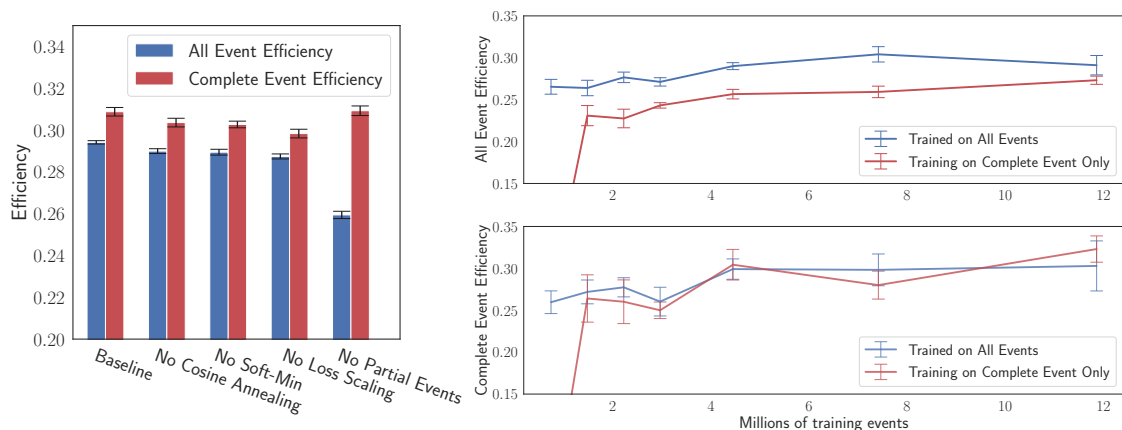 Efficiency
0.34
0.32
0.30
0.28
0.26
0.24
0.22
0.20
All Event Efficiency
Complete Event Efficiency
Baseline
No Cosine Annealing
No Soft-Min
No Loss Scaling
No Partial Events
All Event Efficiency
0.35
0.30
0.25
0.20
0.15
Trained on All Events
Training on Complete Event Only
2 4 6 8 10 12
Complete Event Efficiency
0.35
0.30
0.25
0.20
0.15
Trained on All Events
Training on Complete Event Only
2 4 6 8 10 12
Millions of training events